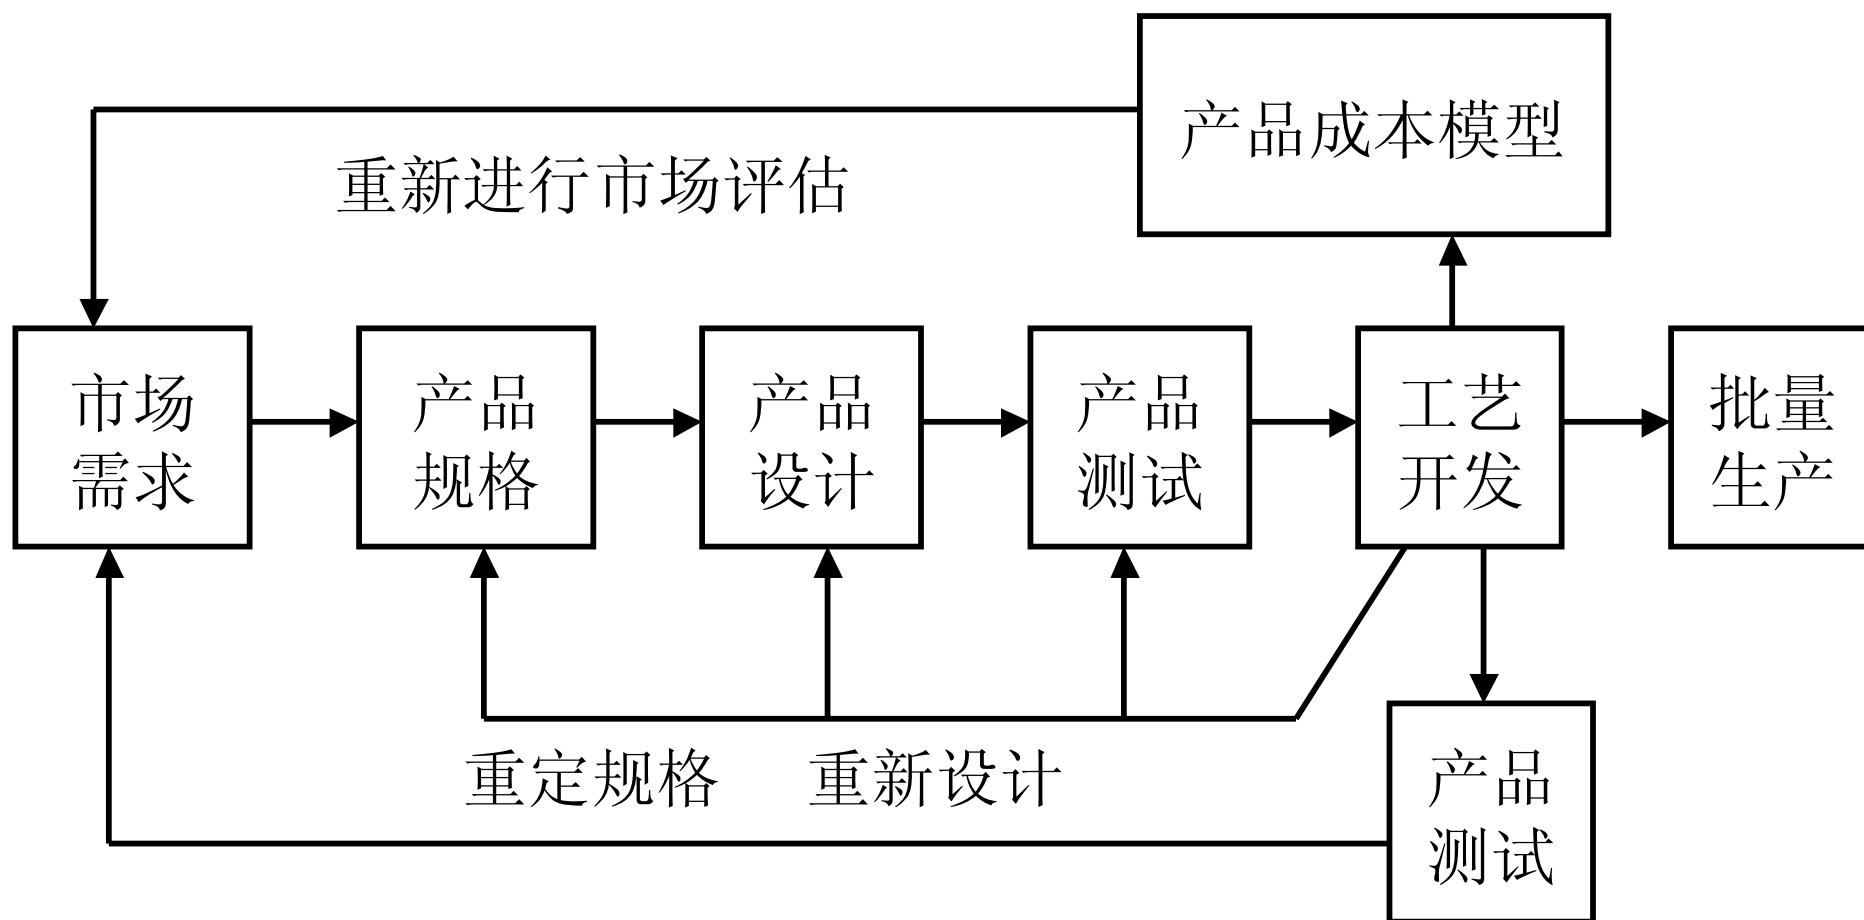 产品成本模型
重新进行市场评估
市场
需求
产品
规格
产品
设计
产品
测试
工艺
开发
批量
生产
重定规格
重新设计
产品
测试